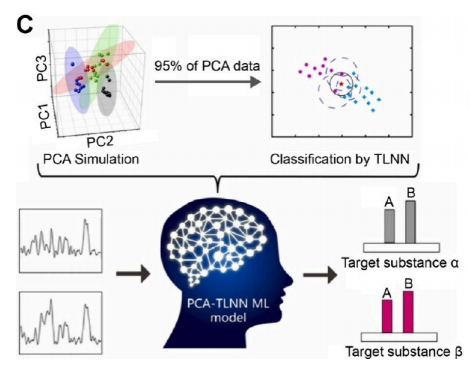 C
PC3
PC1
PC2
95% of PCA data
PCA Simulation
Classification by TLNN
PCA-TLNN ML
model
A
B
Target substance α
A
B
Target substance β